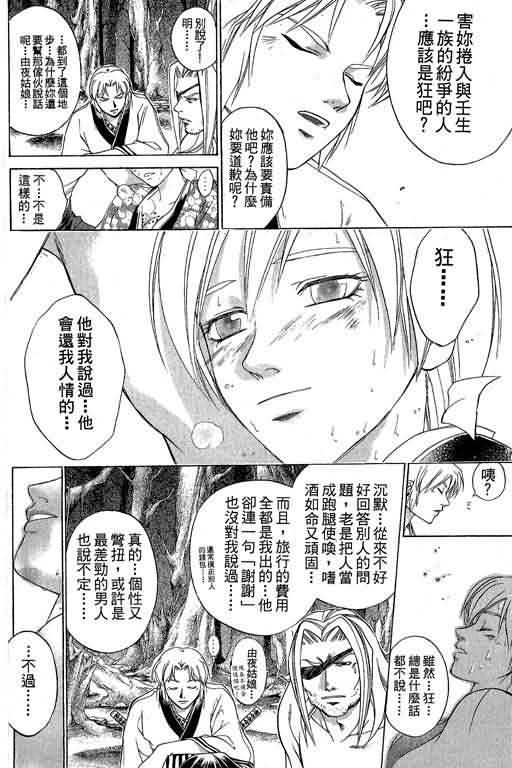 害妳捲入與壬生
一族的紛爭的人
…應該是狂吧？
妳應該要責備
他吧？為什麼
妳要道歉呢？
別說了…
明…
…都到了這個地
步…為什麼妳還
要幫那傢伙說話
呢…由夜姑娘…
不…不是
這樣的…
狂……
他對我說過…他
會還我人情的…
咦？
雖然…狂…
總是什麼話
都不說……
沉默…從來不好
好回答別人的問
題，老是把人當
成跑腿使喚，嗜
酒如命又頑固…
而且，旅行的費用
全都是我出的…他
卻連一句「謝謝」
也沒對我說過……
由夜姑娘…
真的…個性又
彆扭，或許是
最差勁的男人
也說不定……
…不過…